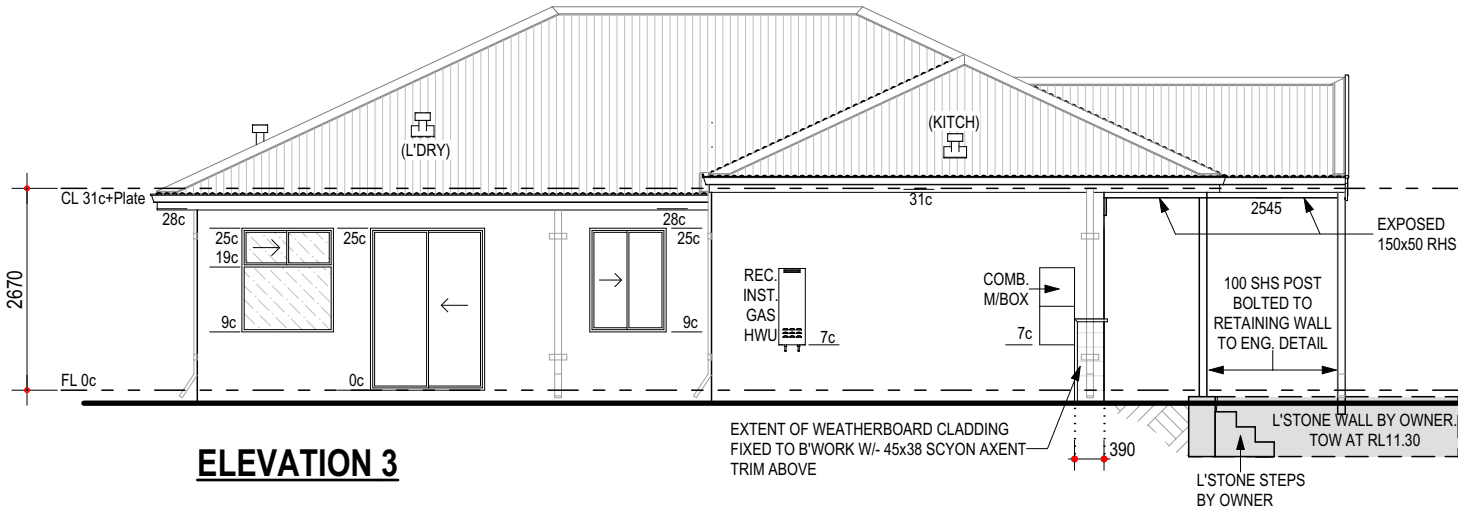 (L'DRY)
(KITCH)
CL 31c+Plate
28c
28c
31c
2545
EXPOSED
150x50 RHS
25c
19c
9c
25c
0c
25c
9c
2670
REC.
INST.
GAS
HWU
7c
COMB.
M/BOX
7c
100 SHS POST
BOLTED TO
RETAINING WALL
TO ENG. DETAIL
FL 0c
EXTENT OF WEATHERBOARD CLADDING
FIXED TO B'WORK W/- 45x38 SCYON AXENT
TRIM ABOVE
390
L'STONE WALL BY OWNER.
TOW AT RL11.30
L'STONE STEPS
BY OWNER
ELEVATION 3